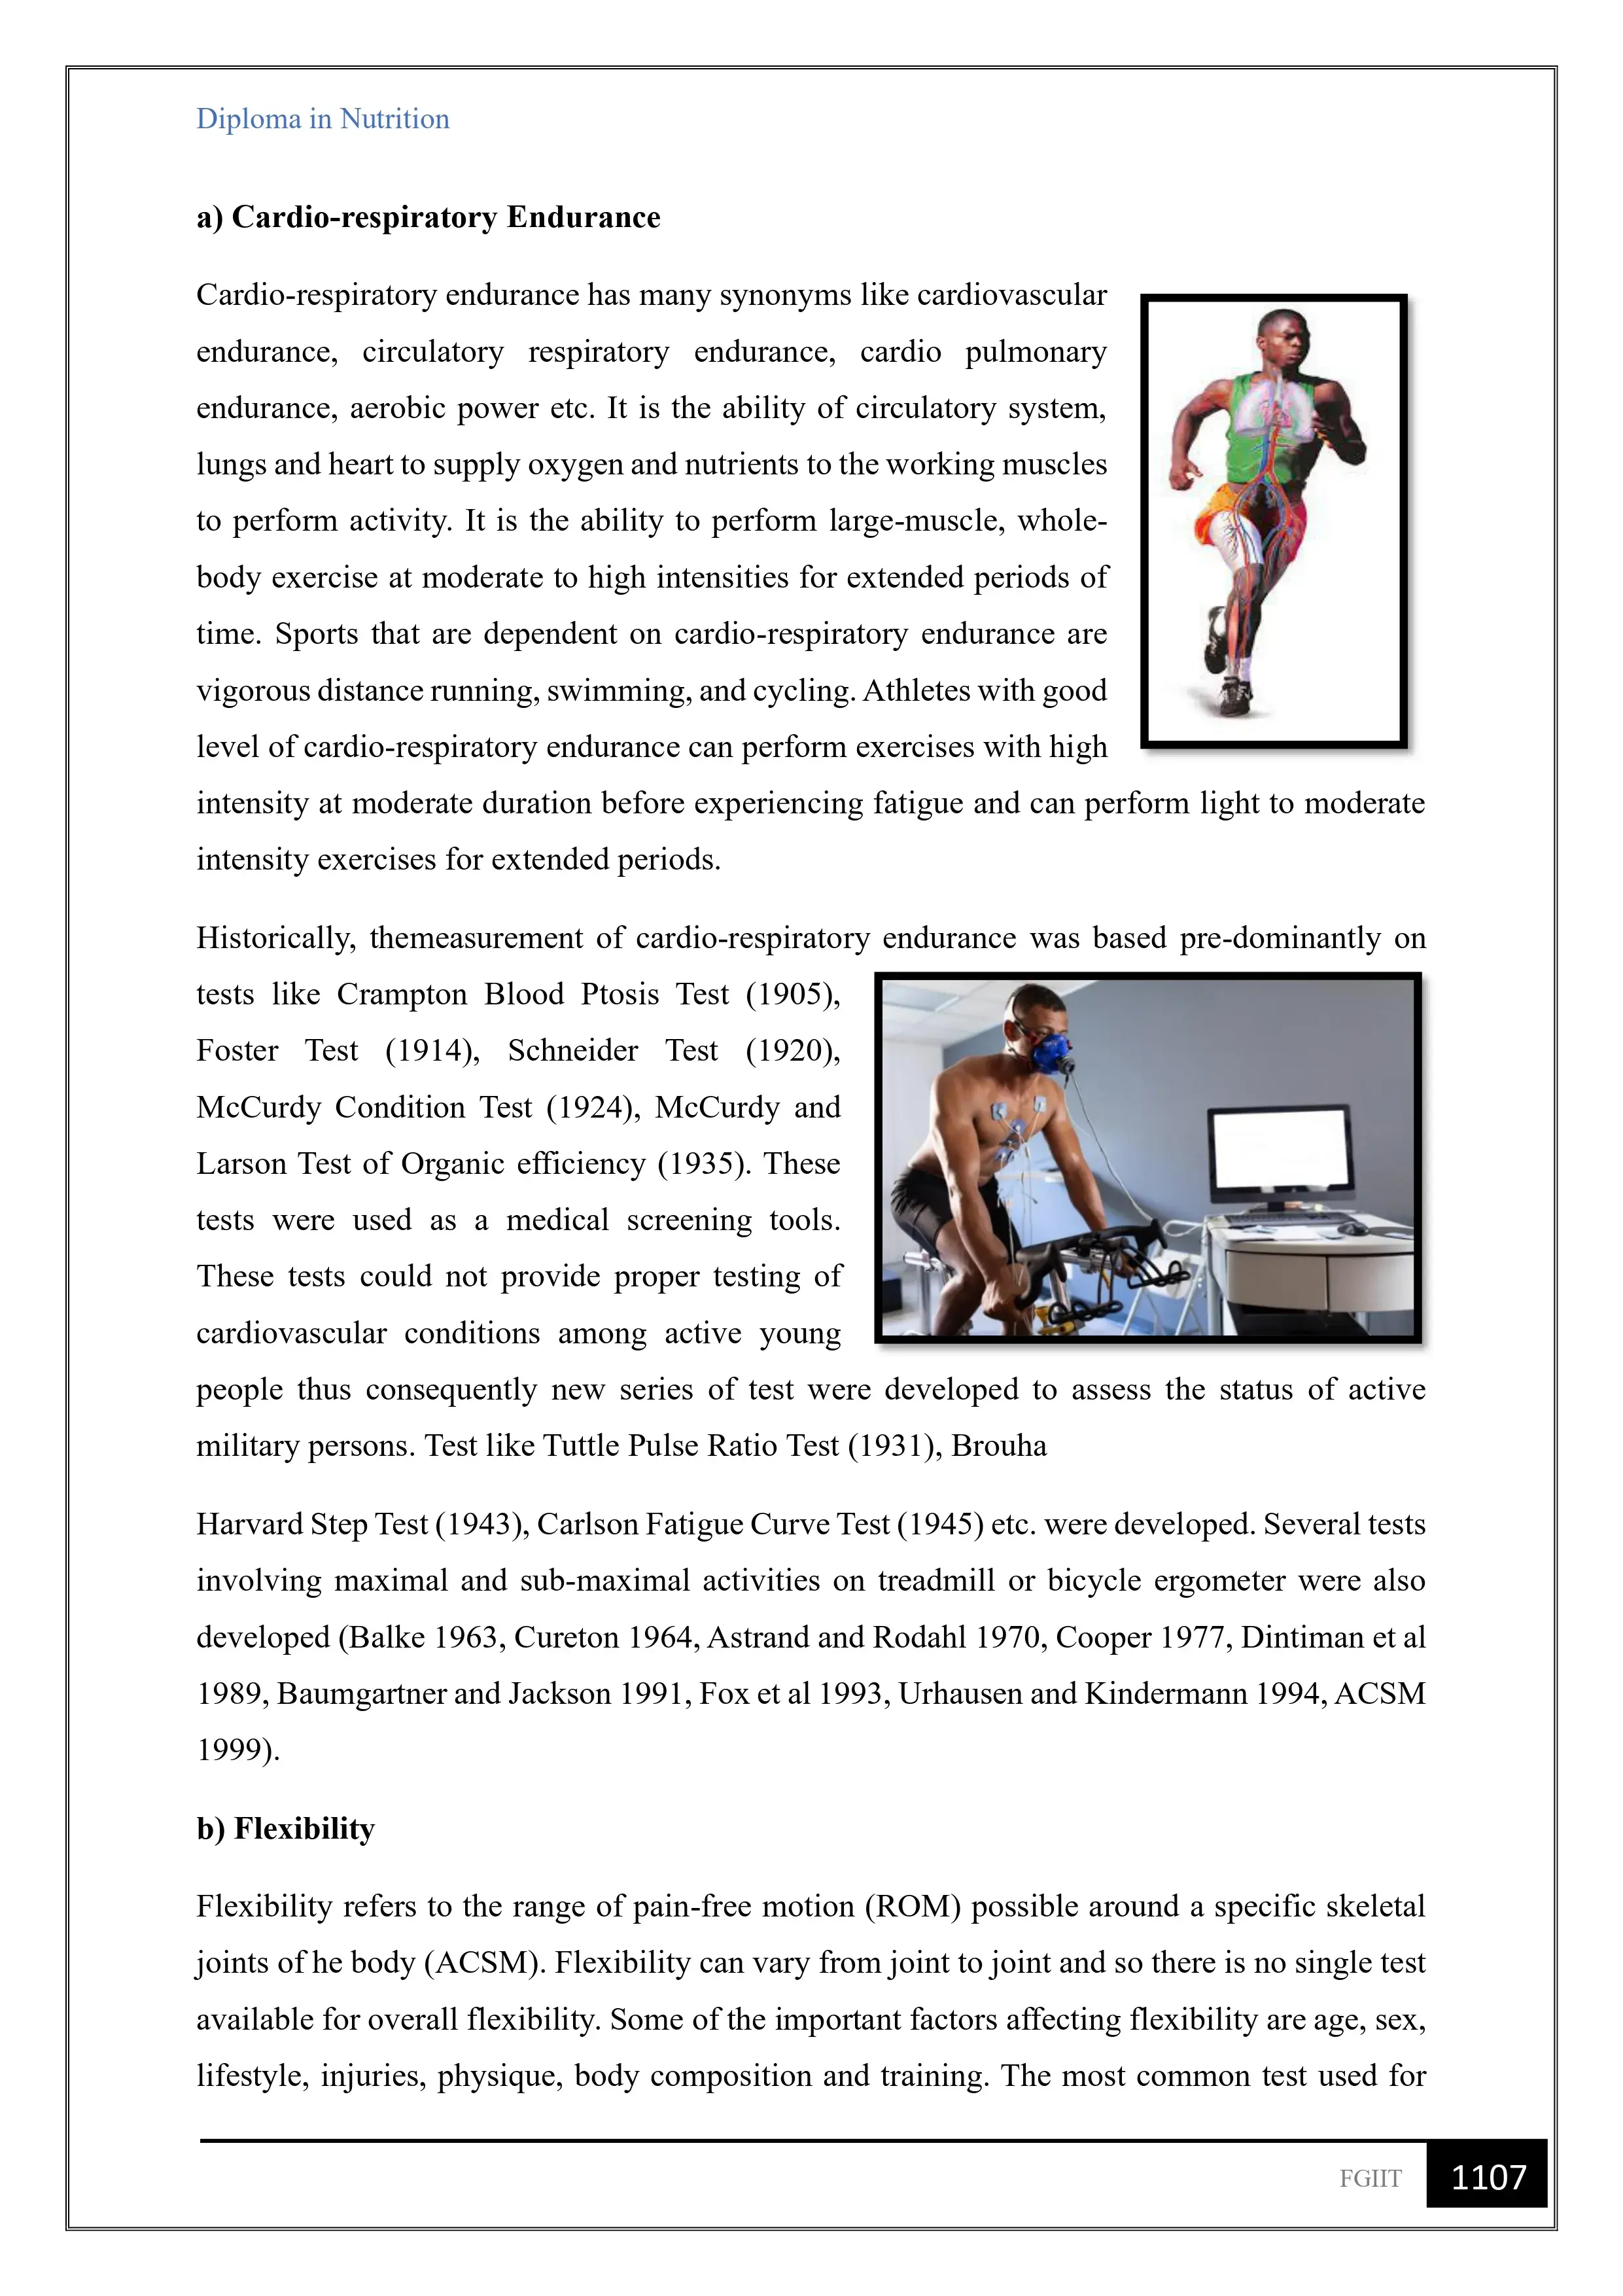 Diploma in Nutrition
a) Cardio-respiratory Endurance
Cardio-respiratory endurance has many synonyms like cardiovascular
endurance, circulatory respiratory endurance, cardio pulmonary
endurance, aerobic power etc. It is the ability of circulatory system,
lungs and heart to supply oxygen and nutrients to the working muscles
to perform activity. It is the ability to perform large-muscle, whole-
body exercise at moderate to high intensities for extended periods of
time. Sports that are dependent on cardio-respiratory endurance are
vigorous distance running, swimming, and cycling. Athletes with good
level of cardio-respiratory endurance can perform exercises with high
intensity at moderate duration before experiencing fatigue and can perform light to moderate
intensity exercises for extended periods.
Historically, themeasurement of cardio-respiratory endurance was based pre-dominantly on
tests like Crampton Blood Ptosis Test (1905),
Foster Test (1914), Schneider Test (1920),
McCurdy Condition Test (1924), McCurdy and
Larson Test of Organic efficiency (1935). These
tests were used as a medical screening tools.
These tests could not provide proper testing of
cardiovascular conditions among active young
people thus consequently new series of test were developed to assess the status of active
military persons. Test like Tuttle Pulse Ratio Test (1931), Brouha
Harvard Step Test (1943), Carlson Fatigue Curve Test (1945) etc. were developed. Several tests
involving maximal and sub-maximal activities on treadmill or bicycle ergometer were also
developed (Balke 1963, Cureton 1964, Astrand and Rodahl 1970, Cooper 1977, Dintiman et al
1989, Baumgartner and Jackson 1991, Fox et al 1993, Urhausen and Kindermann 1994, ACSM
1999).
b) Flexibility
Flexibility refers to the range of pain-free motion (ROM) possible around a specific skeletal
joints of he body (ACSM). Flexibility can vary from joint to joint and so there is no single test
available for overall flexibility. Some of the important factors affecting flexibility are age, sex,
lifestyle, injuries, physique, body composition and training. The most common test used for
FGIIT 1107